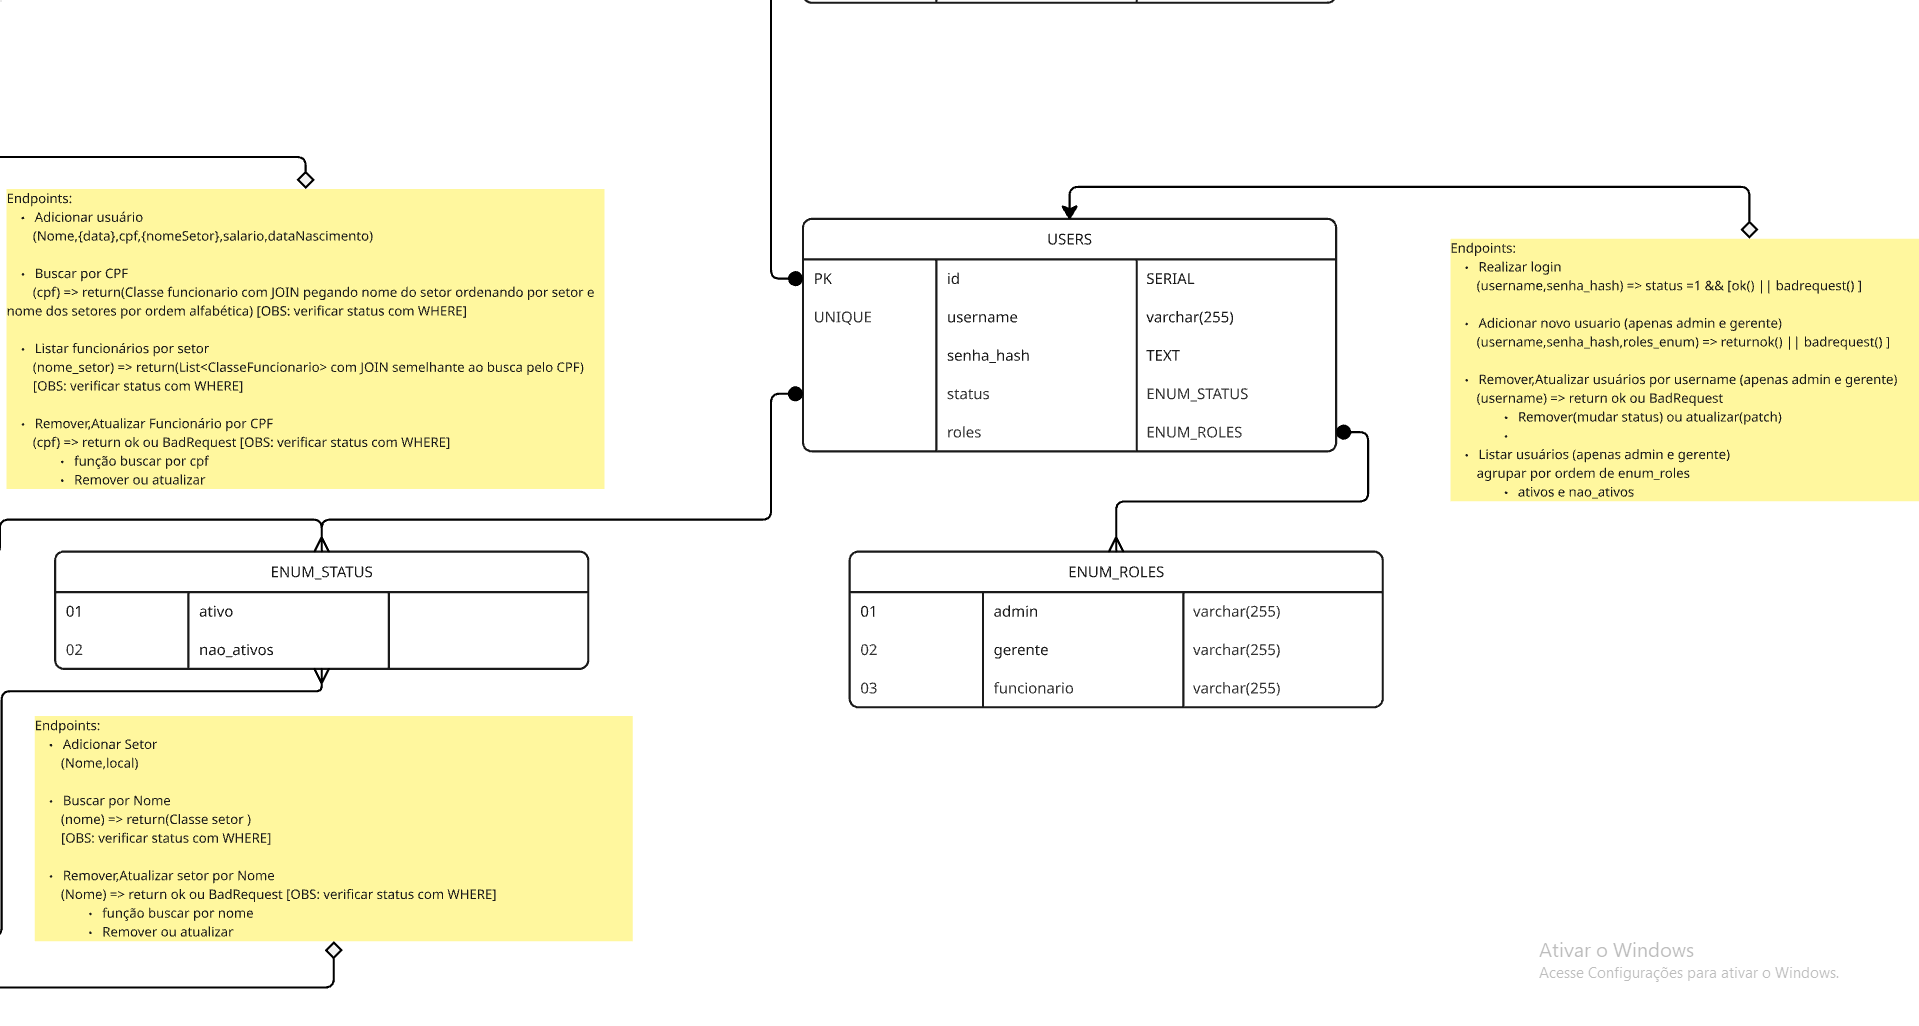 Endpoints:
• Adicionar usuário
(Nome,{data},cpf,{nomeSetor},salario,dataNascimento)
• Buscar por CPF
(cpf) => return(Classe funcionario com JOIN pegando nome do setor ordenando por setor e
nome dos setores por ordem alfabética) [OBS: verificar status com WHERE]
• Listar funcionários por setor
(nome_setor) => return(List<ClasseFuncionario> com JOIN semelhante ao busca pelo CPF)
[OBS: verificar status com WHERE]
• Remover,Atualizar Funcionário por CPF
(cpf) => return ok ou BadRequest [OBS: verificar status com WHERE]
• função buscar por cpf
• Remover ou atualizar
USERS
PK id SERIAL
UNIQUE username varchar(255)
senha_hash TEXT
status ENUM_STATUS
roles ENUM_ROLES
Endpoints:
• Realizar login
(username,senha_hash) => status =1 && [ok() || badrequest() ]
• Adicionar novo usuario (apenas admin e gerente)
(username,senha_hash,roles_enum) => returnok() || badrequest() ]
• Remover,Atualizar usuários por username (apenas admin e gerente)
(username) => return ok ou BadRequest
• Remover(mudar status) ou atualizar(patch)
•
• Listar usuários (apenas admin e gerente)
agrupar por ordem de enum_roles
• ativos e nao_ativos
ENUM_STATUS
01 ativo
02 nao_ativos
ENUM_ROLES
01 admin varchar(255)
02 gerente varchar(255)
03 funcionario varchar(255)
Endpoints:
• Adicionar Setor
(Nome,local)
• Buscar por Nome
(nome) => return(Classe setor )
[OBS: verificar status com WHERE]
• Remover,Atualizar setor por Nome
(Nome) => return ok ou BadRequest [OBS: verificar status com WHERE]
• função buscar por nome
• Remover ou atualizar
Ativar o Windows
Acesse Configurações para ativar o Windows.